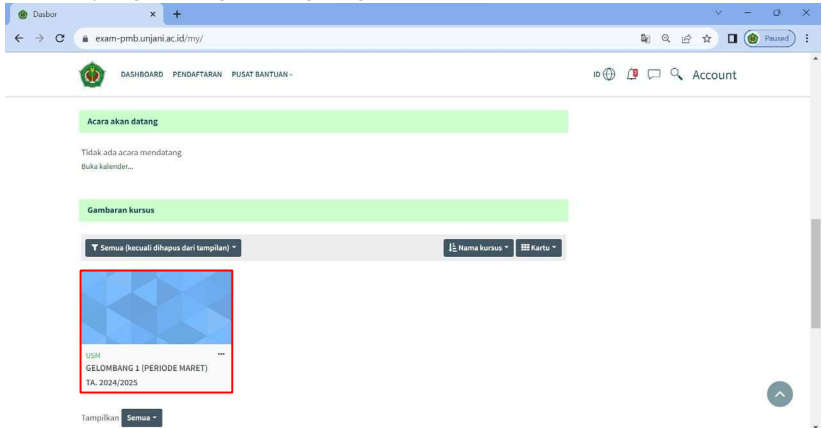 Dasbor
exam-pmb.unjani.ac.id/my/
Paused
DASHBOARD PENDAFTARAN PUSAT BANTUAN
ID
Account
Acara akan datang
Tidak ada acara mendatang
Buka kalender...
Gambaran kursus
Semua (kecuali dihapus dari tampilan)
Nama kursus
Kartu
USM
GELOMBANG 1 (PERIODE MARET)
TA. 2024/2025
Tampilkan Semua